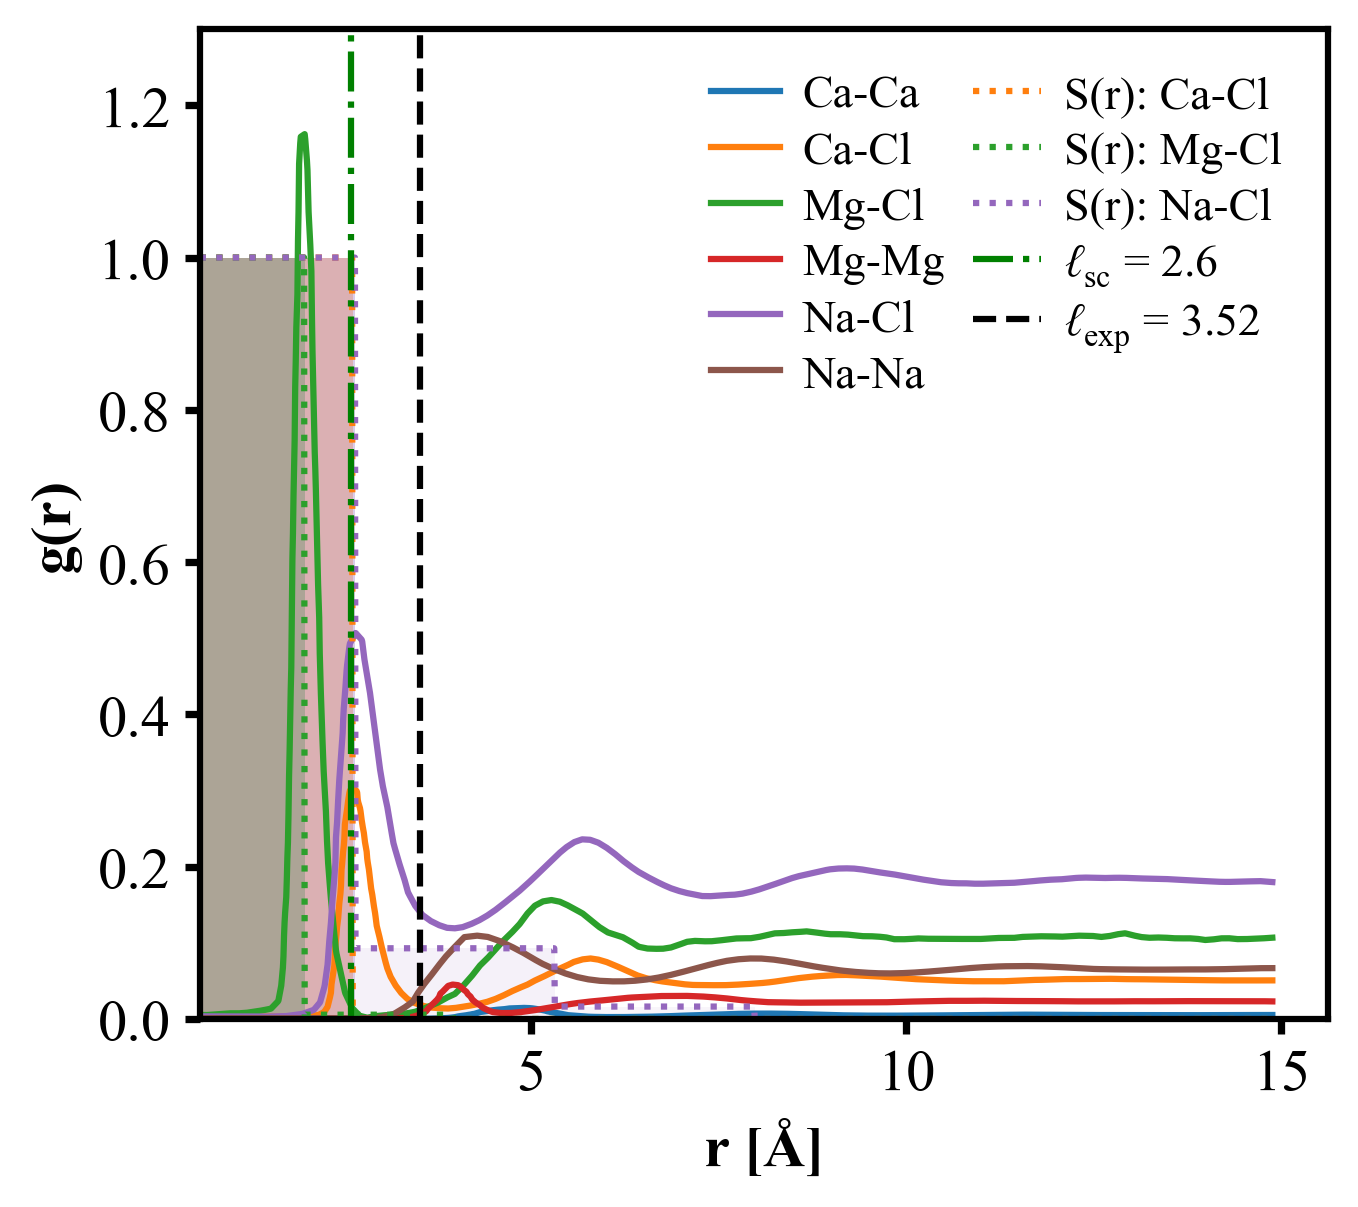 1.2
1.0
0.8
0.6
0.4
0.2
0.0
g(r)
5
10
15
r [Å]
Ca-Ca
Ca-Cl
Mg-Cl
Mg-Mg
Na-Cl
Na-Na
S(r): Ca-Cl
S(r): Mg-Cl
S(r): Na-Cl
ℓsc = 2.6
ℓexp = 3.52